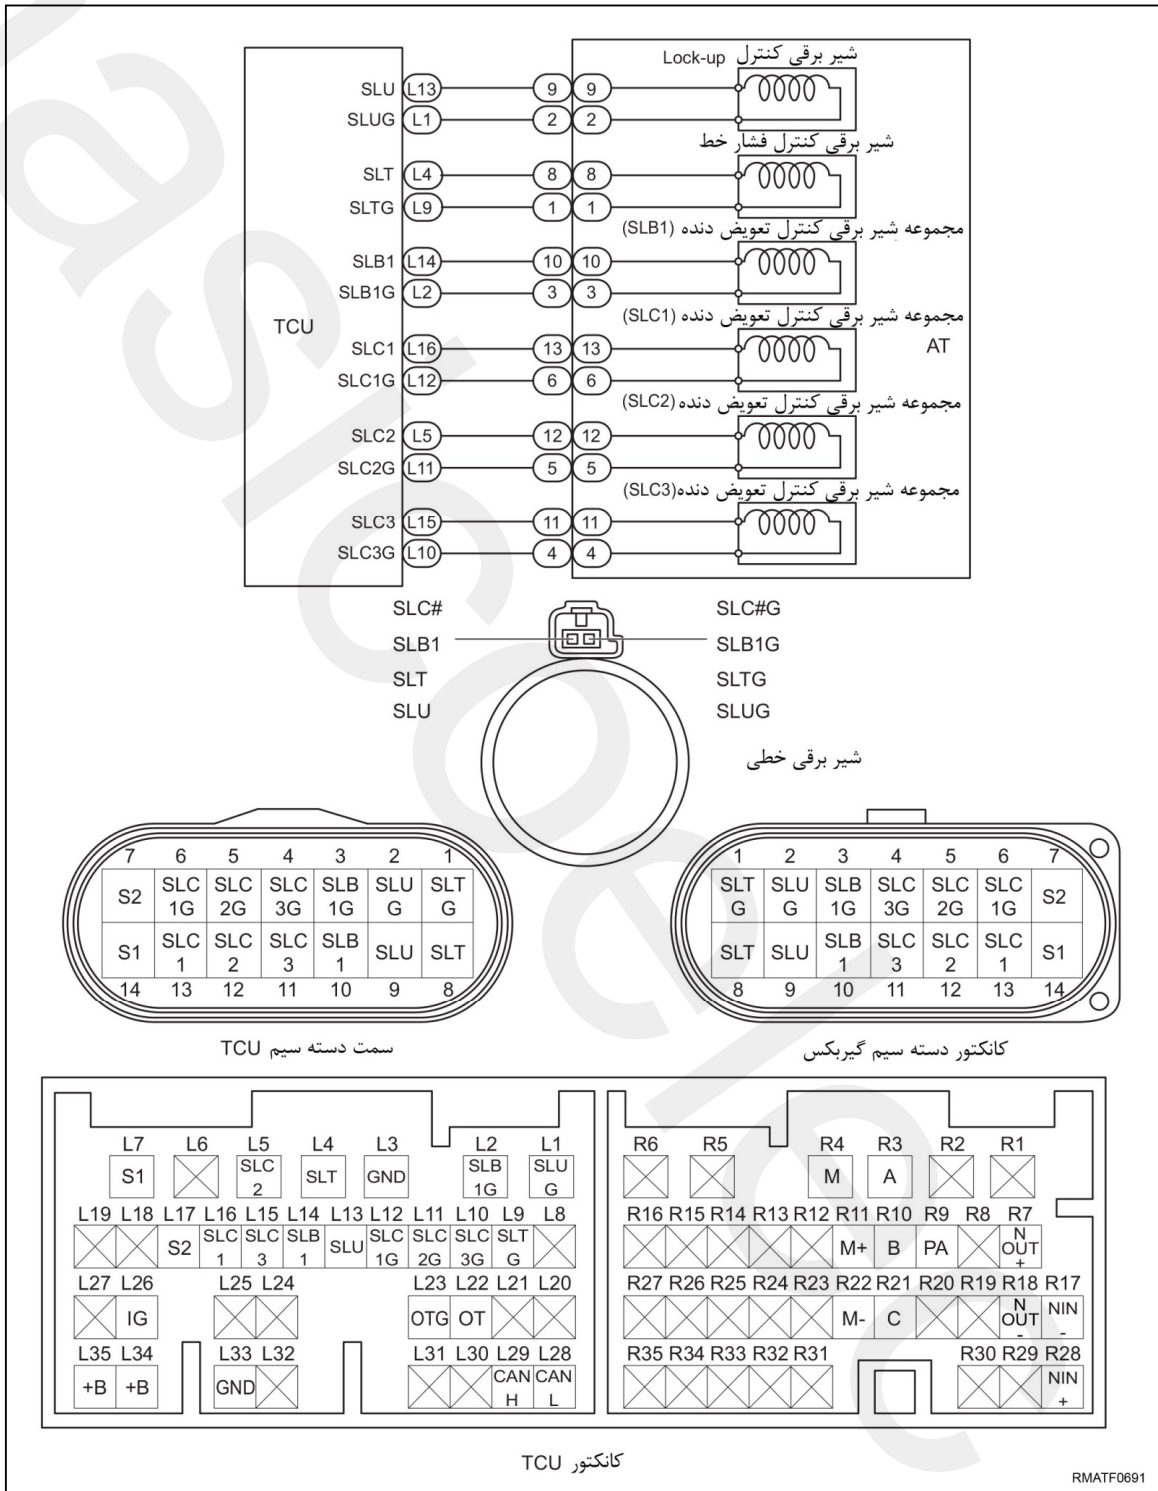 شیر برقی کنترل Lock-up
SLU L13 9 9
SLUG L1 2 2
شیر برقی کنترل فشار خط
SLT L4 8 8
SLTG L9 1 1
مجموعه شیر برقی کنترل تعویض دنده (SLB1)
SLB1 L14 10 10
SLB1G L2 3 3
مجموعه شیر برقی کنترل تعویض دنده (SLC1)
TCU
AT
SLC1 L16 13 13
SLC1G L12 6 6
مجموعه شیر برقی کنترل تعویض دنده (SLC2)
SLC2 L5 12 12
SLC2G L11 5 5
مجموعه شیر برقی کنترل تعویض دنده(SLC3)
SLC3 L15 11 11
SLC3G L10 4 4
SLC# SLC#G
SLB1 SLB1G
SLT SLTG
SLU SLUG
شیر برقی خطی
7 6 5 4 3 2 1
S2 SLC 1G SLC 2G SLC 3G SLB 1G SLU G SLT G
S1 SLC 1 SLC 2 SLC 3 SLB 1 SLU SLT
14 13 12 11 10 9 8
سمت دسته سیم TCU
1 2 3 4 5 6 7
SLT G SLU G SLB 1G SLC 3G SLC 2G SLC 1G S2
SLT SLU SLB 1 SLC 3 SLC 2 SLC 1 S1
8 9 10 11 12 13 14
کانکتور دسته سیم گیربکس
L7 L6 L5 L4 L3 L2 L1
S1 SLC 2 SLT GND SLB 1G SLU G
L19 L18 L17 L16 L15 L14 L13 L12 L11 L10 L9 L8
S2 SLC 1 SLC 3 SLB 1 SLU SLC 1G SLC 2G SLC 3G SLT G
L27 L26 L25 L24 L23 L22 L21 L20
IG OTG OT
L35 L34 L33 L32 L31 L30 L29 L28
+B +B GND CAN H CAN L
R6 R5 R4 R3 R2 R1
M A
R16 R15 R14 R13 R12 R11 R10 R9 R8 R7
M+ B PA N OUT +
R27 R26 R25 R24 R23 R22 R21 R20 R19 R18 R17
M- C N OUT - NIN -
R35 R34 R33 R32 R31 R30 R29 R28
NIN +
کانکتور TCU
RMATF0691